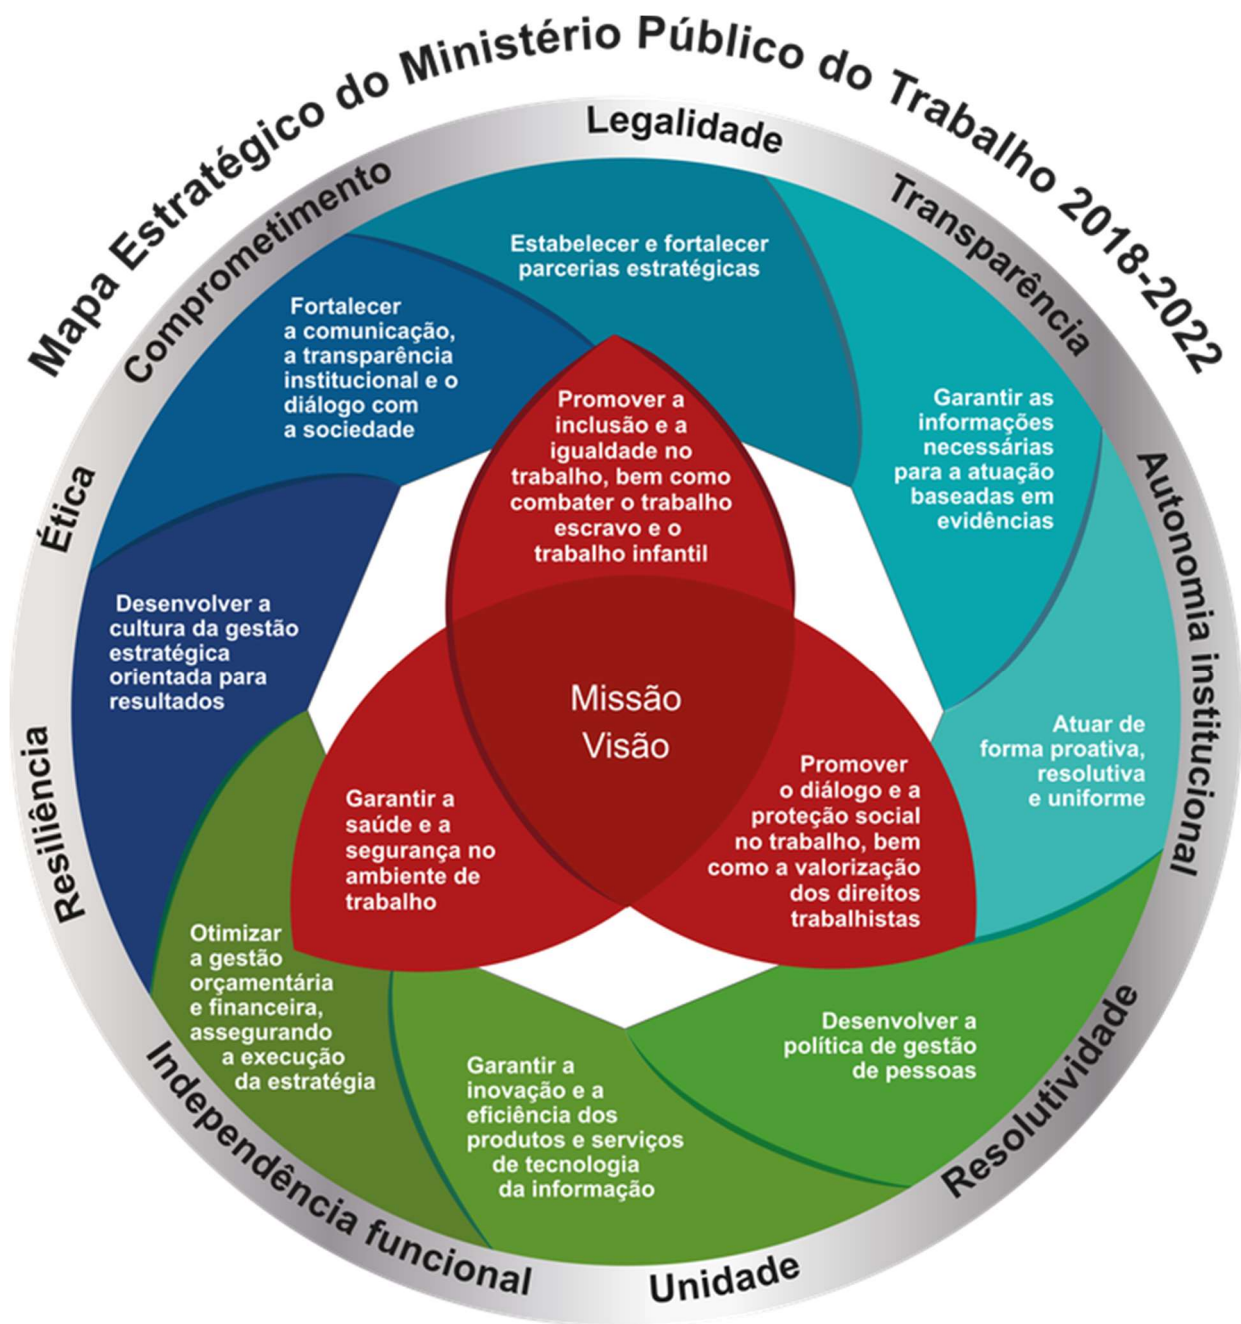 Mapa Estratégico do Ministério Público do Trabalho 2018-2022
Legalidade
Transparência
Autonomia institucional
Resolutividade
Unidade
Independência funcional
Resiliência
Ética
Comprometimento
Estabelecer e fortalecer
parcerias estratégicas
Garantir as
informações
necessárias
para a atuação
baseadas em
evidências
Atuar de
forma proativa,
resolutiva
e uniforme
Desenvolver a
política de gestão
de pessoas
Garantir a
inovação e a
eficiência dos
produtos e serviços
de tecnologia
da informação
Otimizar
a gestão
orçamentária
e financeira,
assegurando
a execução
da estratégia
Desenvolver a
cultura da gestão
estratégica
orientada para
resultados
Fortalecer
a comunicação,
a transparência
institucional e o
diálogo com
a sociedade
Promover a
inclusão e a
igualdade no
trabalho, bem como
combater o trabalho
escravo e o
trabalho infantil
Missão
Visão
Garantir a
saúde e a
segurança no
ambiente de
trabalho
Promover
o diálogo e a
proteção social
no trabalho, bem
como a valorização
dos direitos
trabalhistas